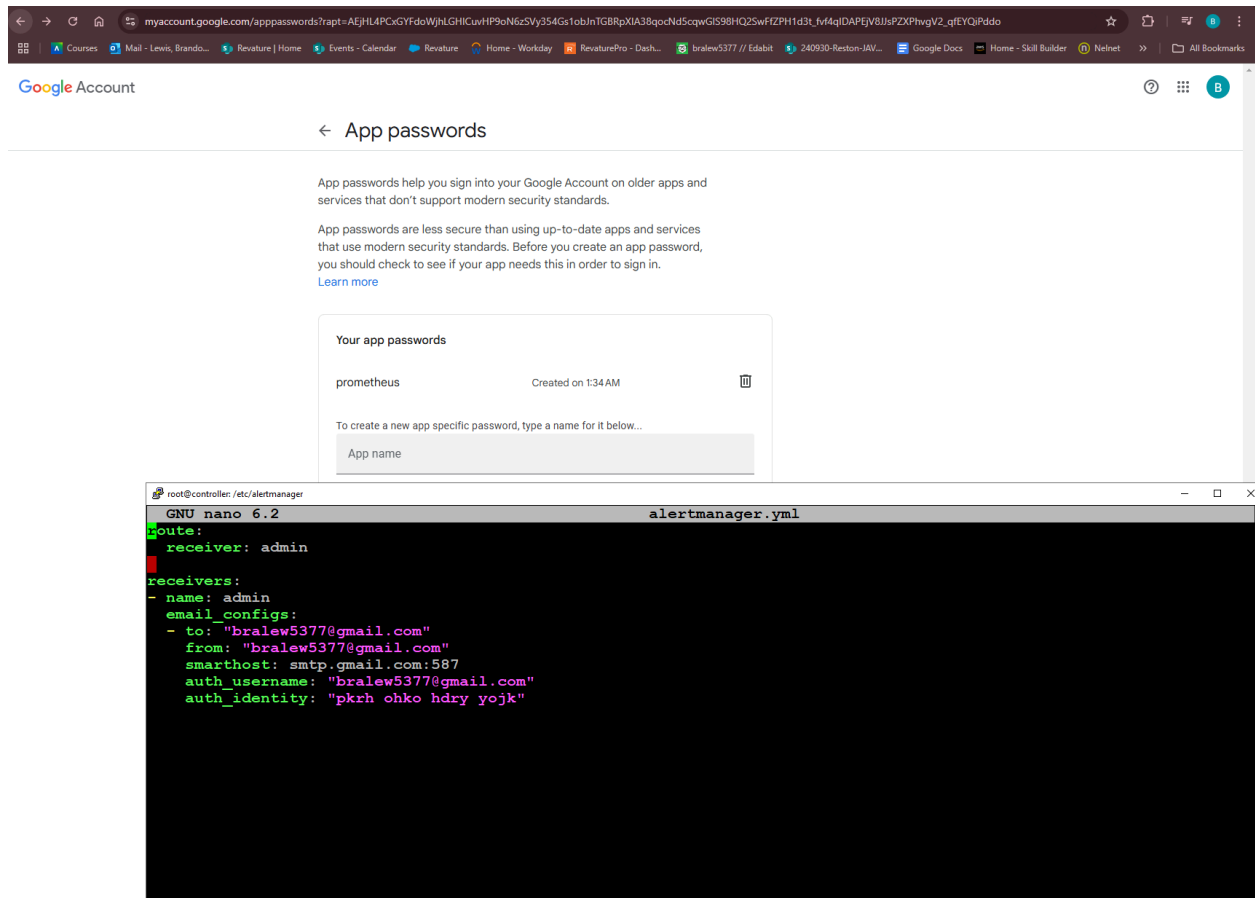 myaccount.google.com/apppasswords?rapt=AEjHL4PCxGYFdoWjhLGHICuvHP9oN6zSVy354Gs1obJnTGBRpXIA38qocNd5cqwGlS98HQ2SwFfZPH1d3t_fvf4qIDAPEjV8JJsPZXPhvgV2_qfEYQiPddo
B
Courses Mail - Lewis, Brando... Revature | Home Events - Calendar Revature Home - Workday RevaturePro - Dash... bralew5377 // Edabit 240930-Reston-JAV... Google Docs Home - Skill Builder Nelnet » All Bookmarks
Google Account
B
App passwords
App passwords help you sign into your Google Account on older apps and
services that don't support modern security standards.
App passwords are less secure than using up-to-date apps and services
that use modern security standards. Before you create an app password,
you should check to see if your app needs this in order to sign in.
Learn more
Your app passwords
prometheus Created on 1:34 AM
To create a new app specific password, type a name for it below...
App name
root@controller: /etc/alertmanager
GNU nano 6.2 alertmanager.yml
route:
  receiver: admin
receivers:
- name: admin
  email_configs:
  - to: "bralew5377@gmail.com"
    from: "bralew5377@gmail.com"
    smarthost: smtp.gmail.com:587
    auth_username: "bralew5377@gmail.com"
    auth_identity: "pkrh ohko hdry yojk"